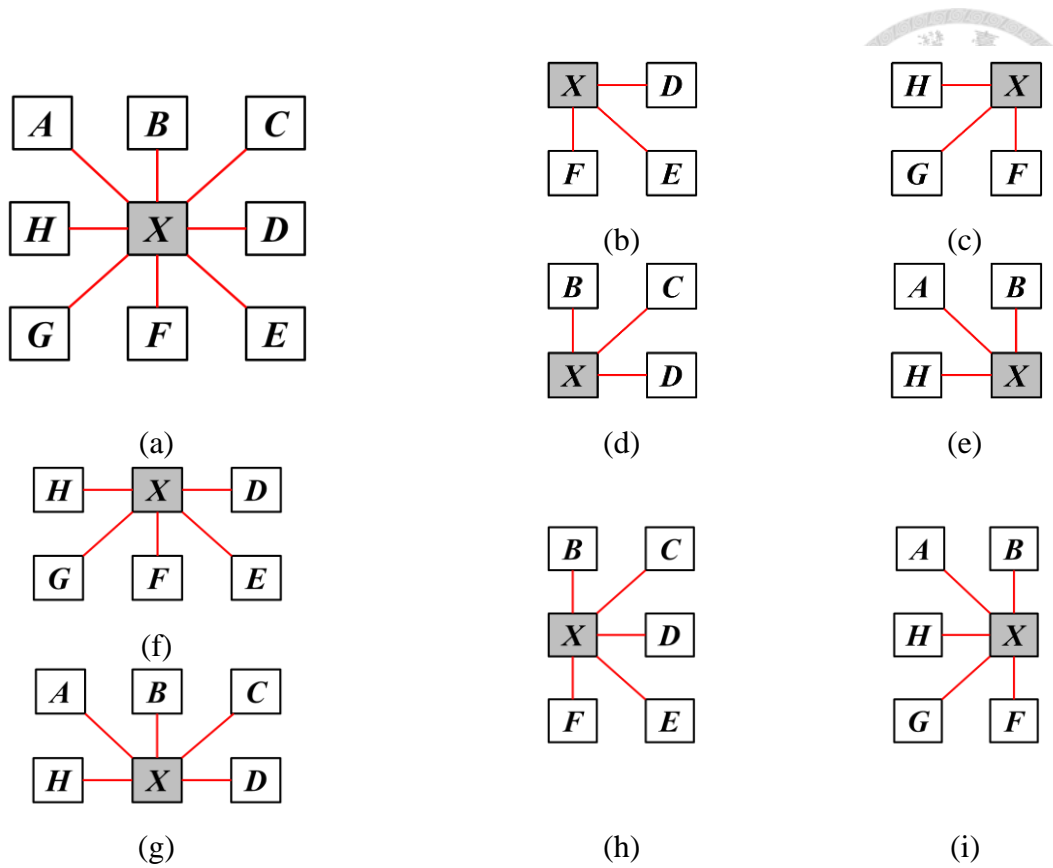 A B C
H X D
G F E
(a)
X D
F E
(b)
H X
G F
(c)
B C
X D
(d)
A B
H X
(e)
H X D
G F E
(f)
A B C
H X D
(g)
B C
X D
F E
(h)
A B
H X
G F
(i)